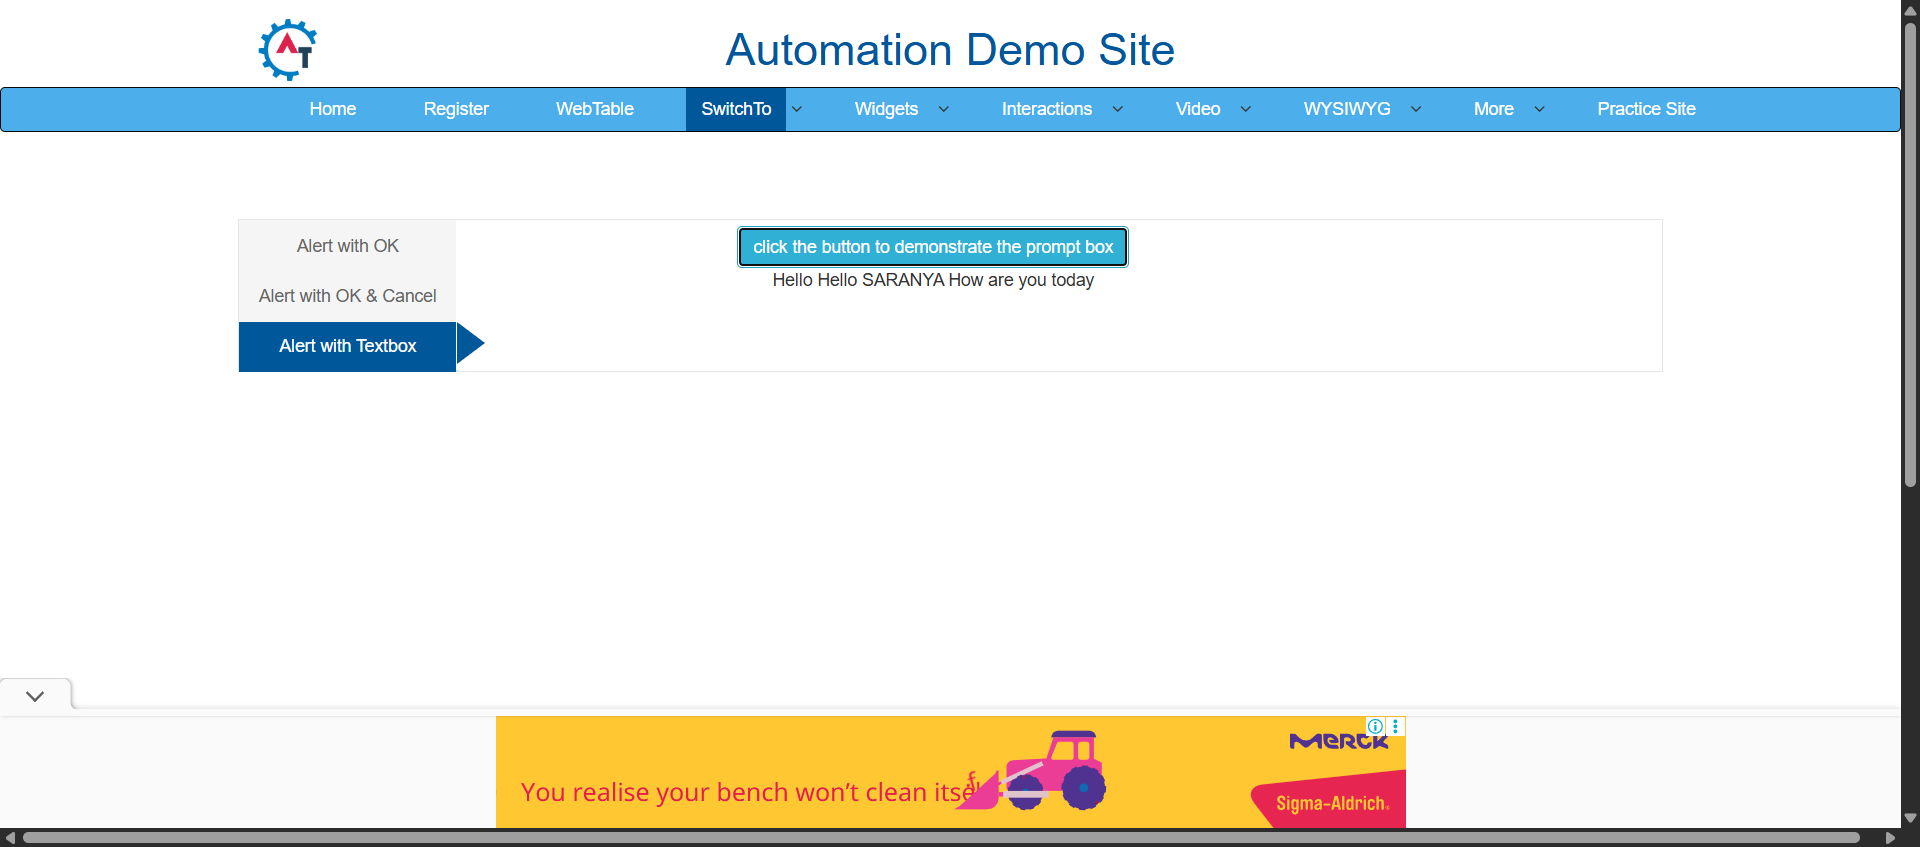 AT
Automation Demo Site
Home Register WebTable SwitchTo Widgets Interactions Video WYSIWYG More Practice Site
Alert with OK
Alert with OK & Cancel
Alert with Textbox
click the button to demonstrate the prompt box
Hello Hello SARANYA How are you today
MERCK
You realise your bench won’t clean itself
Sigma-Aldrich®